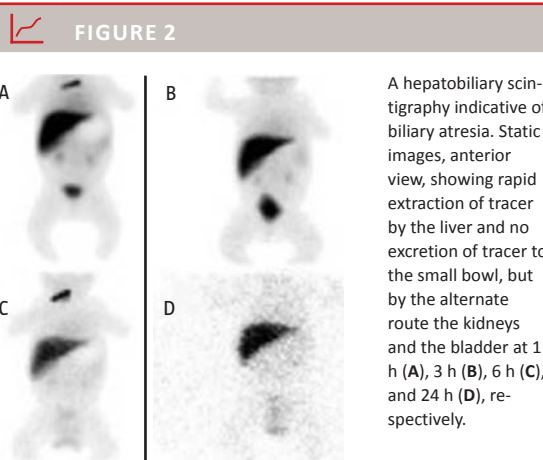 FIGURE 2
A
B
C
D
A hepatobiliary scin-
tigraphy indicative of
biliary atresia. Static
images, anterior
view, showing rapid
extraction of tracer
by the liver and no
excretion of tracer to
the small bowl, but
by the alternate
route the kidneys
and the bladder at 1
h (A), 3 h (B), 6 h (C),
and 24 h (D), re-
spectively.